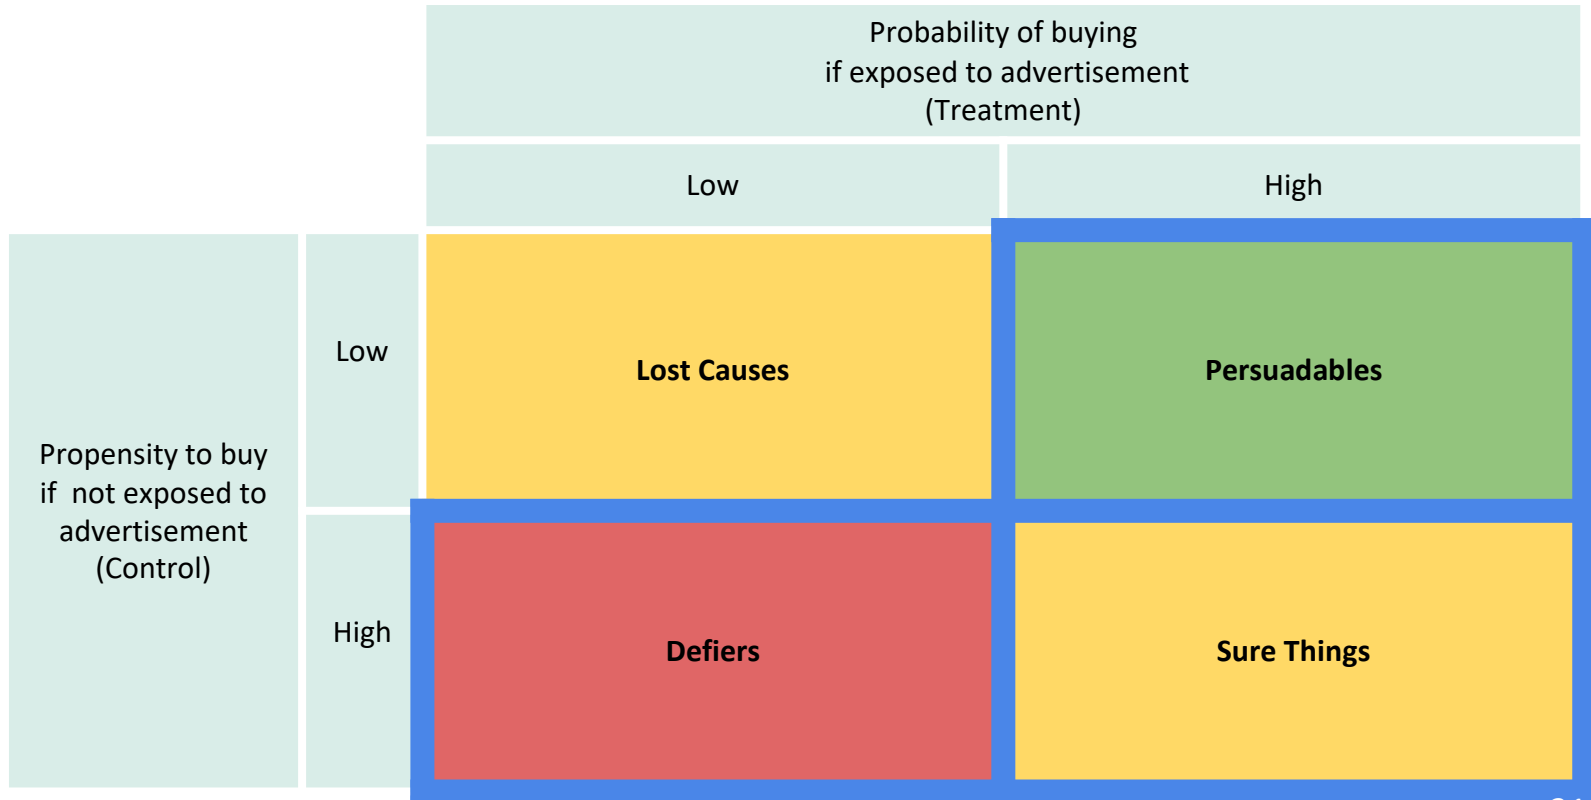 Probability of buying
if exposed to advertisement
(Treatment)
Low
High
Propensity to buy
if  not exposed to
advertisement
(Control)
Low
Lost Causes
Persuadables
High
Defiers
Sure Things